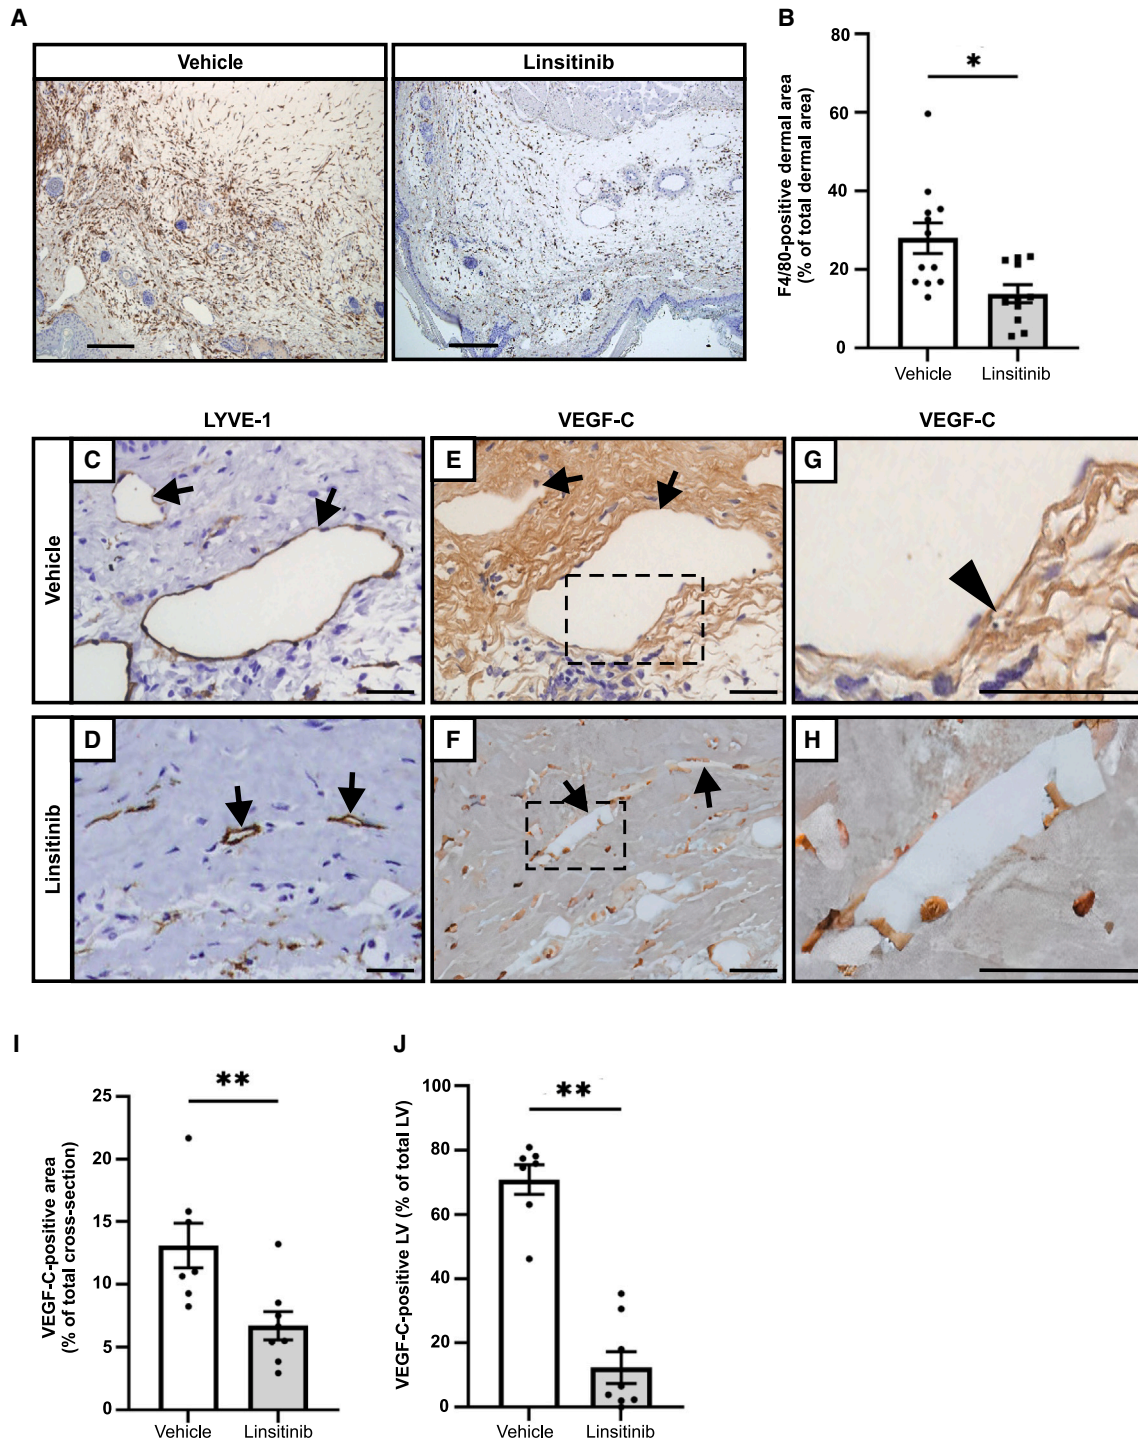 A
Vehicle
Linsitinib
B
F4/80-positive dermal area
(% of total dermal area)
80
60
40
20
0
*
Vehicle
Linsitinib
LYVE-1
VEGF-C
VEGF-C
Vehicle
C
E
G
Linsitinib
D
F
H
I
VEGF-C-positive area
(% of total cross-section)
25
20
15
10
5
0
**
Vehicle
Linsitinib
J
VEGF-C-positive LV (% of total LV)
100
80
60
40
20
0
**
Vehicle
Linsitinib